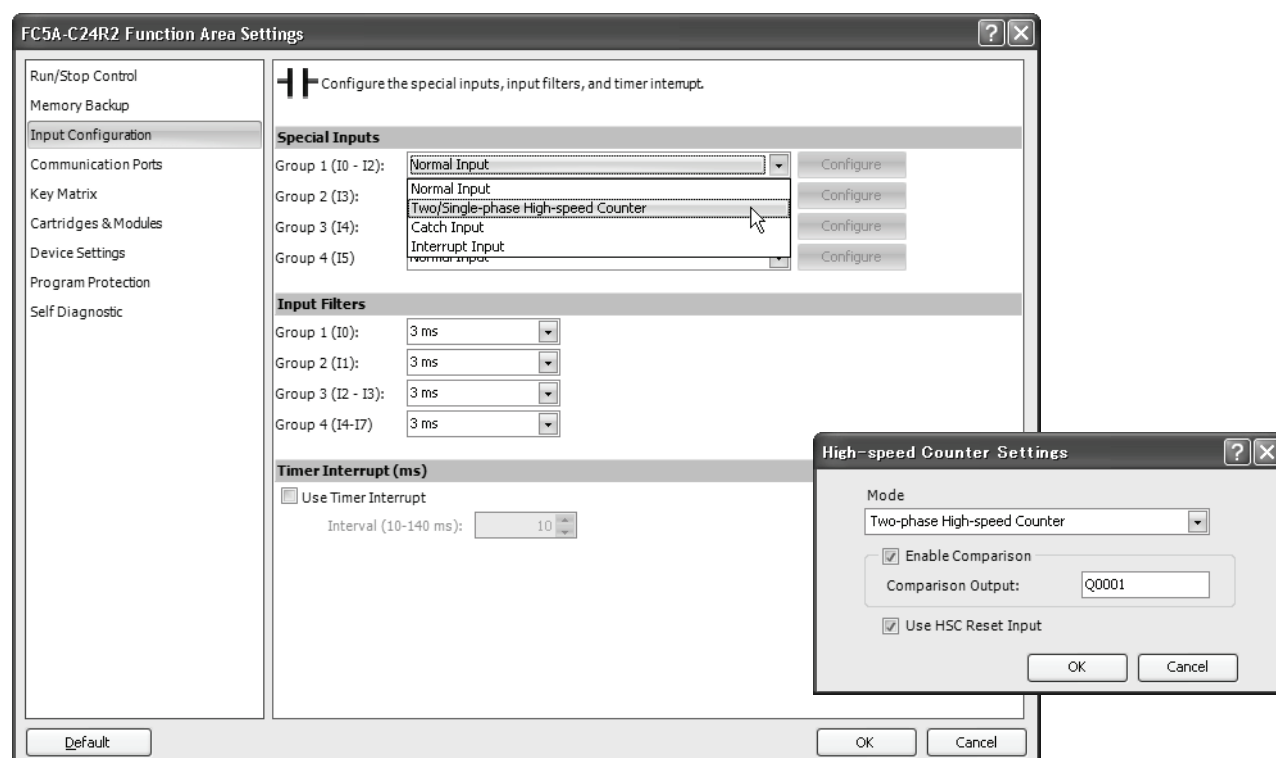 FC5A-C24R2 Function Area Settings
Run/Stop Control
Memory Backup
Input Configuration
Communication Ports
Key Matrix
Cartridges & Modules
Device Settings
Program Protection
Self Diagnostic
Configure the special inputs, input filters, and timer interrupt.
Special Inputs
Group 1 (I0 - I2): Normal Input Configure
Normal Input
Group 2 (I3): Two/Single-phase High-speed Counter Configure
Group 3 (I4): Catch Input Configure
Interrupt Input
Group 4 (I5) Normal Input Configure
Input Filters
Group 1 (I0): 3 ms
Group 2 (I1): 3 ms
Group 3 (I2 - I3): 3 ms
Group 4 (I4-I7) 3 ms
Timer Interrupt (ms)
Use Timer Interrupt
Interval (10-140 ms): 10
Default OK Cancel
High-speed Counter Settings
Mode
Two-phase High-speed Counter
Enable Comparison
Comparison Output: Q0001
Use HSC Reset Input
OK Cancel